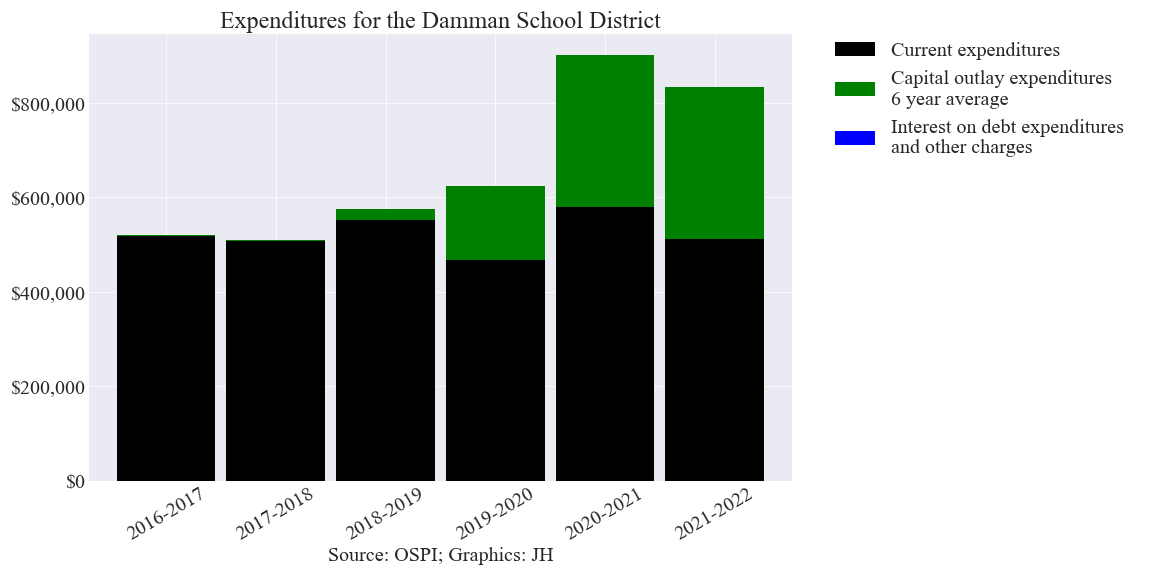 Expenditures for the Damman School District
Current expenditures
Capital outlay expenditures
6 year average
Interest on debt expenditures
and other charges
$800,000
$600,000
$400,000
$200,000
$0
2016-2017
2017-2018
2018-2019
2019-2020
2020-2021
2021-2022
Source: OSPI; Graphics: JH